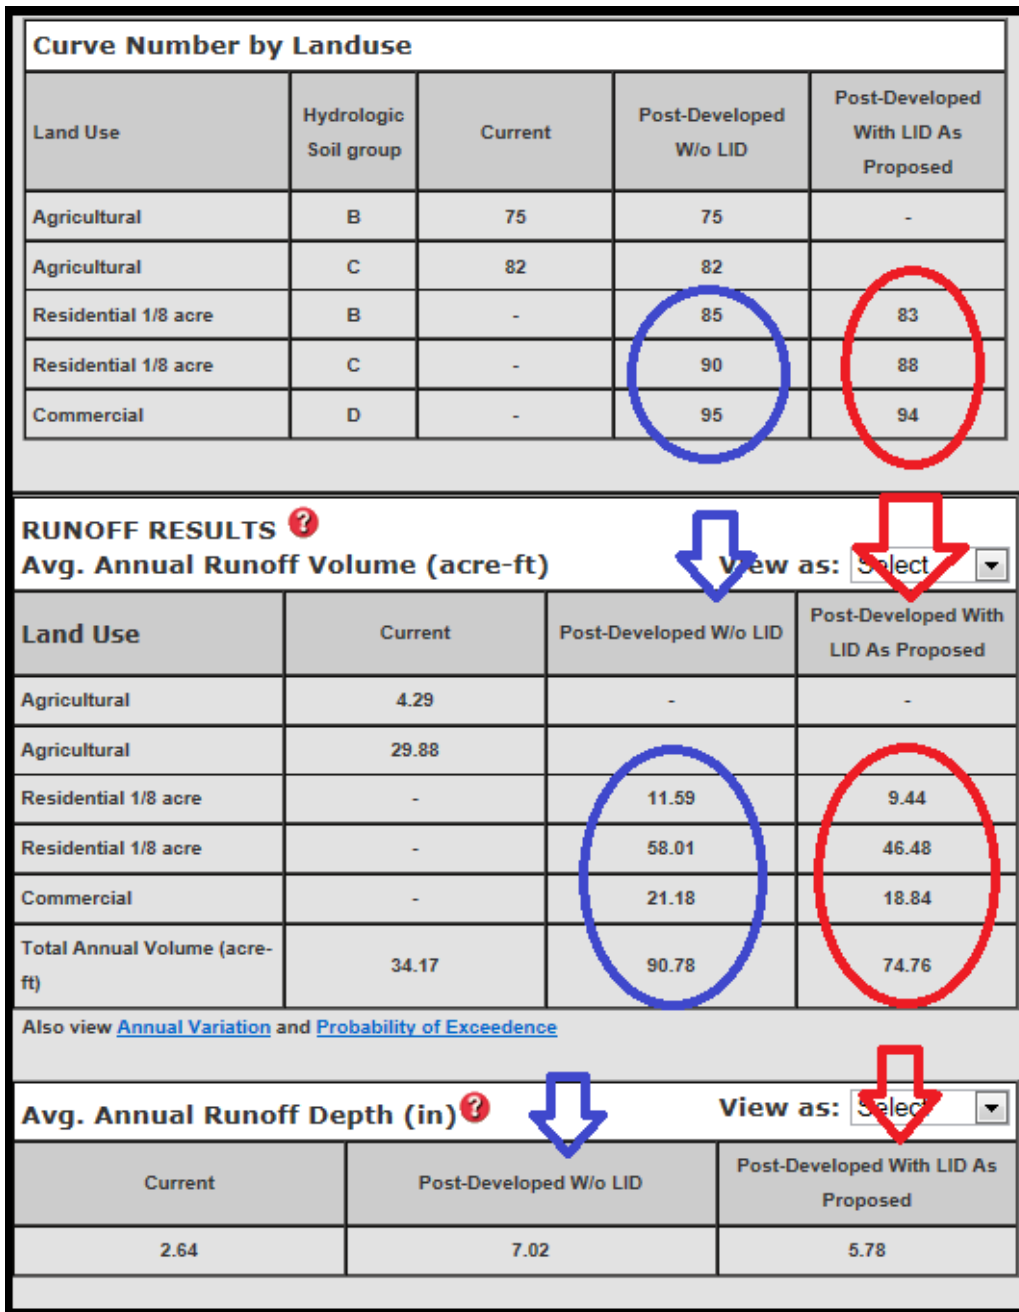 Curve Number by Landuse
Land Use Hydrologic Soil group Current Post-Developed W/o LID Post-Developed With LID As Proposed
Agricultural B 75 75 -
Agricultural C 82 82
Residential 1/8 acre B - 85 83
Residential 1/8 acre C - 90 88
Commercial D - 95 94
RUNOFF RESULTS ?
Avg. Annual Runoff Volume (acre-ft) View as: Select
Land Use Current Post-Developed W/o LID Post-Developed With LID As Proposed
Agricultural 4.29 - -
Agricultural 29.88
Residential 1/8 acre - 11.59 9.44
Residential 1/8 acre - 58.01 46.48
Commercial - 21.18 18.84
Total Annual Volume (acre-ft) 34.17 90.78 74.76
Also view Annual Variation and Probability of Exceedence
Avg. Annual Runoff Depth (in) ? View as: Select
Current Post-Developed W/o LID Post-Developed With LID As Proposed
2.64 7.02 5.78